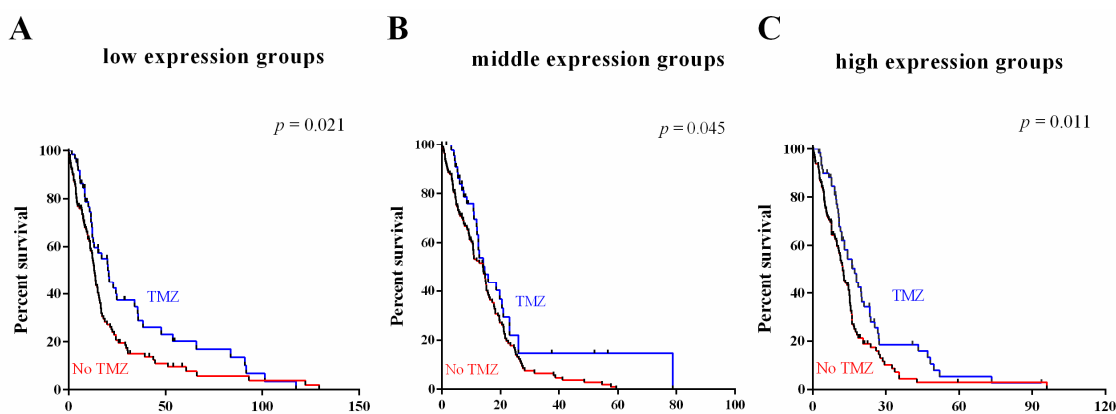 A
low expression groups
p = 0.021
Percent survival
100
80
60
40
20
0
TMZ
No TMZ
0
50
100
150
B
middle expression groups
p = 0.045
Percent survival
100
80
60
40
20
0
TMZ
No TMZ
0
20
40
60
80
100
C
high expression groups
p = 0.011
Percent survival
100
80
60
40
20
0
TMZ
No TMZ
0
30
60
90
120